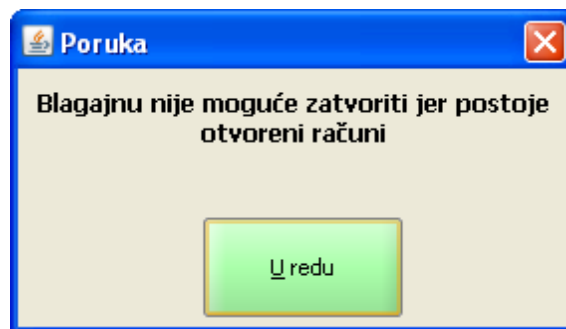 Poruka
Blagajnu nije moguće zatvoriti jer postoje
otvoreni računi
U redu